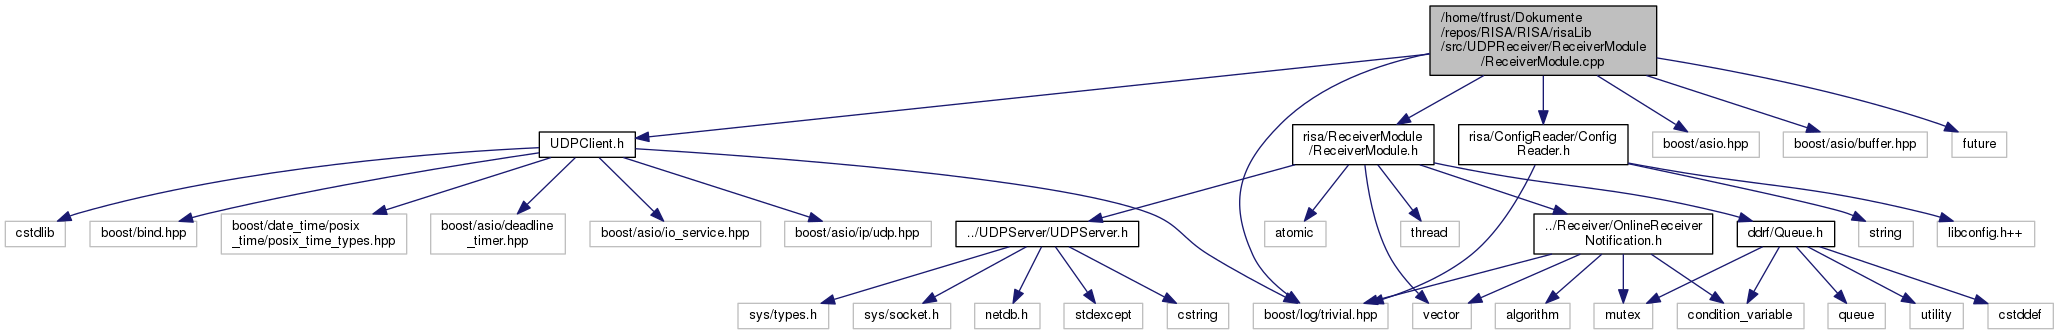 /home/tfrust/Dokumente
/repos/RISA/RISA/risaLib
/src/UDPReceiver/ReceiverModule
/ReceiverModule.cpp
UDPClient.h
risa/ReceiverModule
/ReceiverModule.h
risa/ConfigReader/Config
Reader.h
boost/asio.hpp
boost/asio/buffer.hpp
future
cstdlib
boost/bind.hpp
boost/date_time/posix
_time/posix_time_types.hpp
boost/asio/deadline
_timer.hpp
boost/asio/io_service.hpp
boost/asio/ip/udp.hpp
../UDPServer/UDPServer.h
atomic
thread
../Receiver/OnlineReceiver
Notification.h
ddrf/Queue.h
string
libconfig.h++
sys/types.h
sys/socket.h
netdb.h
stdexcept
cstring
boost/log/trivial.hpp
vector
algorithm
mutex
condition_variable
queue
utility
cstddef